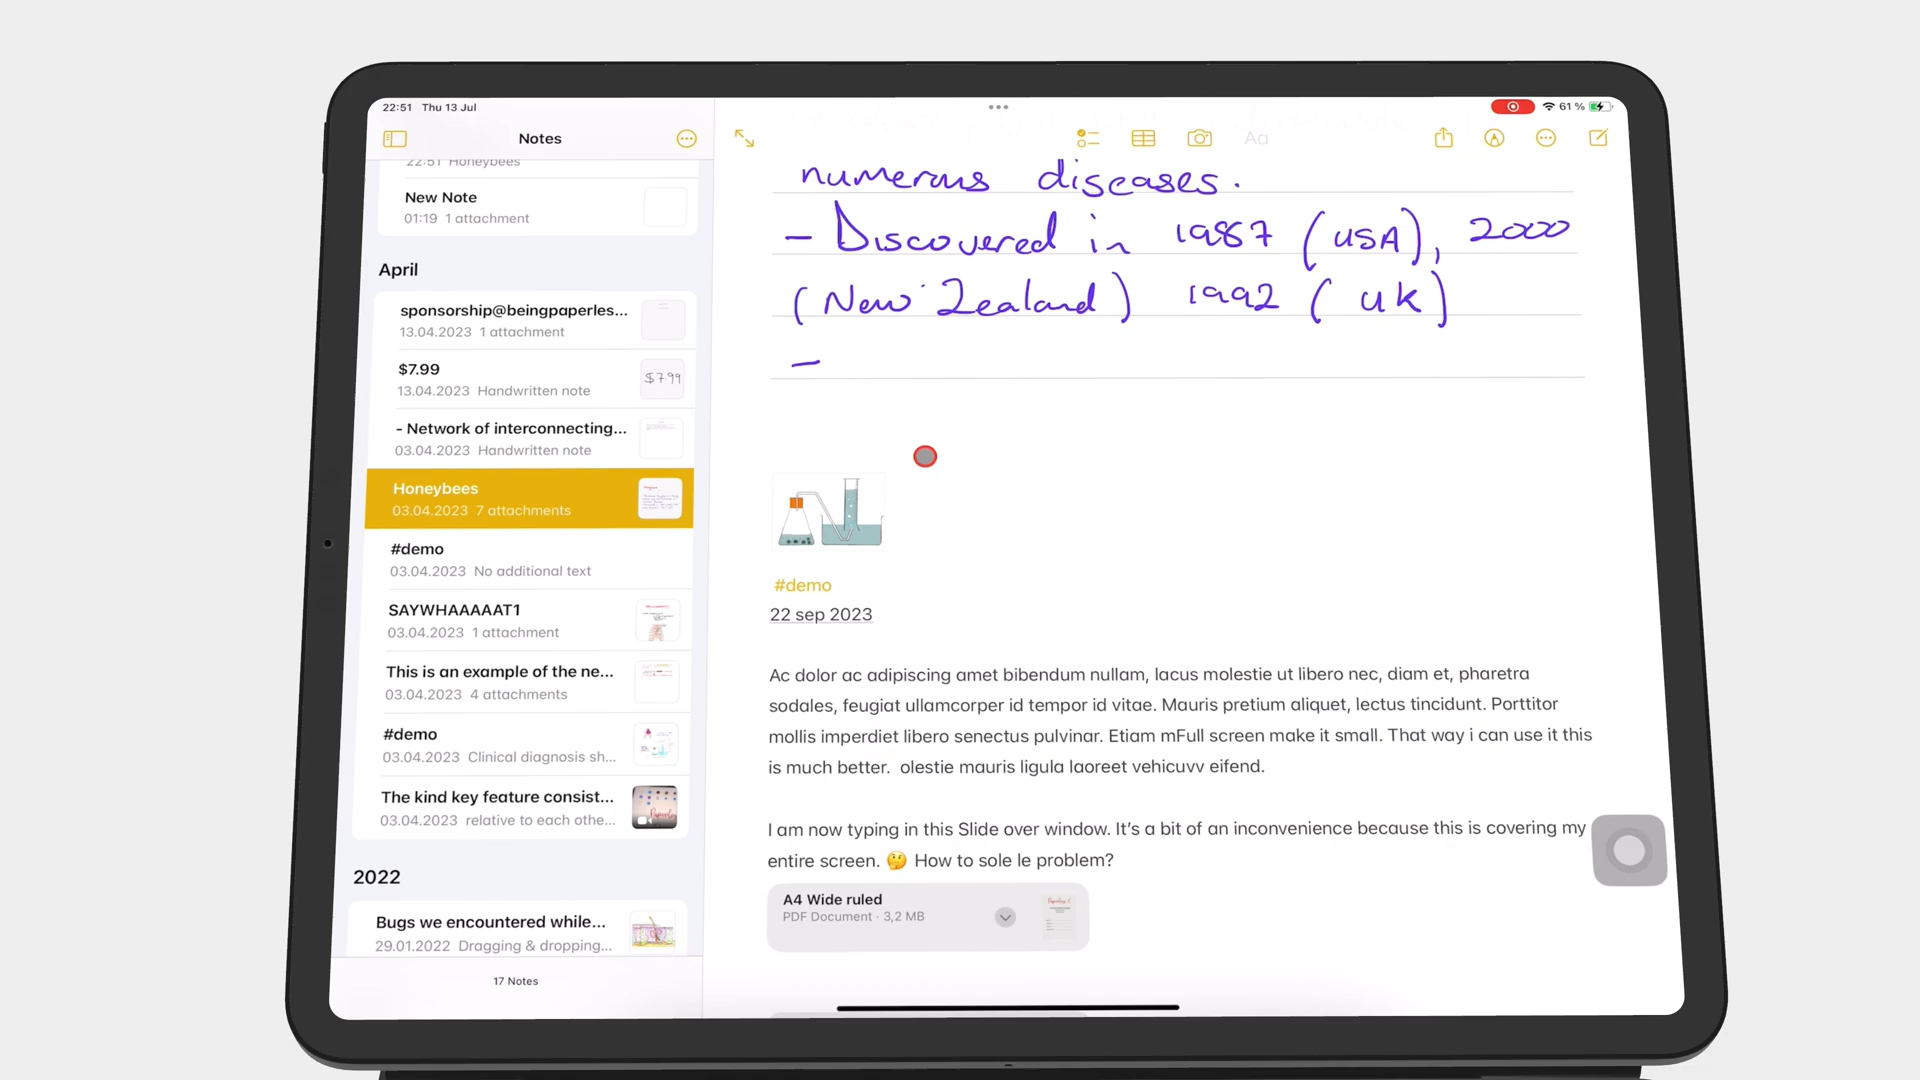 22:51 Thu 13 Jul
61 %
Notes
Aa
22:51 Honeybees
New Note
01:19 1 attachment
April
sponsorship@beingpaperles...
13.04.2023 1 attachment
$7.99
13.04.2023 Handwritten note
$7.99
- Network of interconnecting...
03.04.2023 Handwritten note
Honeybees
03.04.2023 7 attachments
#demo
03.04.2023 No additional text
SAYWHAAAAAT1
03.04.2023 1 attachment
This is an example of the ne...
03.04.2023 4 attachments
#demo
03.04.2023 Clinical diagnosis sh...
The kind key feature consist...
03.04.2023 relative to each othe...
2022
Bugs we encountered while...
29.01.2022 Dragging & dropping...
17 Notes
numerous diseases.
- Discovered in 1987 (USA), 2000
(New Zealand) 1992 (UK)
-
#demo
22 sep 2023
Ac dolor ac adipiscing amet bibendum nullam, lacus molestie ut libero nec, diam et, pharetra
sodales, feugiat ullamcorper id tempor id vitae. Mauris pretium aliquet, lectus tincidunt. Porttitor
mollis imperdiet libero senectus pulvinar. Etiam mFull screen make it small. That way i can use it this
is much better. olestie mauris ligula laoreet vehicuvv eifend.
I am now typing in this Slide over window. It's a bit of an inconvenience because this is covering my
entire screen. 🤔 How to sole le problem?
A4 Wide ruled
PDF Document · 3,2 MB